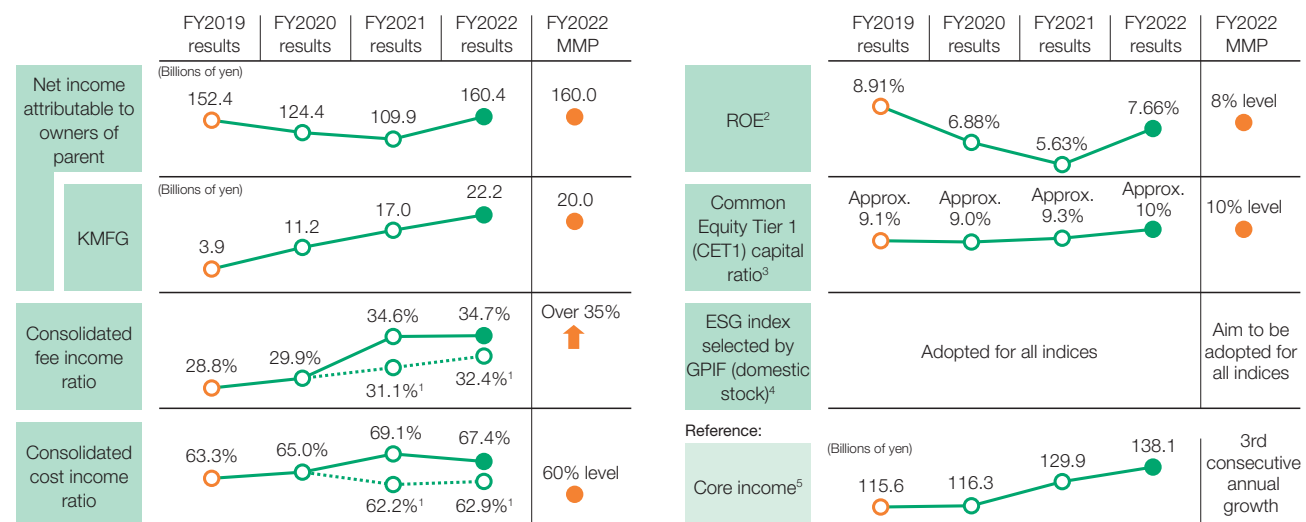 FY2019 results
FY2020 results
FY2021 results
FY2022 results
FY2022 MMP
Net income
attributable to
owners of
parent
(Billions of yen)
152.4
124.4
109.9
160.4
160.0
KMFG
(Billions of yen)
3.9
11.2
17.0
22.2
20.0
Consolidated
fee income
ratio
28.8%
29.9%
34.6%
34.7%
Over 35%
31.1%1
32.4%1
Consolidated
cost income
ratio
63.3%
65.0%
69.1%
67.4%
60% level
62.2%1
62.9%1
FY2019 results
FY2020 results
FY2021 results
FY2022 results
FY2022 MMP
ROE2
8.91%
6.88%
5.63%
7.66%
8% level
Common
Equity Tier 1
(CET1) capital
ratio3
Approx.
9.1%
Approx.
9.0%
Approx.
9.3%
Approx.
10%
10% level
ESG index
selected by
GPIF (domestic
stock)4
Adopted for all indices
Aim to be
adopted for
all indices
Reference:
Core income5
(Billions of yen)
115.6
116.3
129.9
138.1
3rd
consecutive
annual
growth